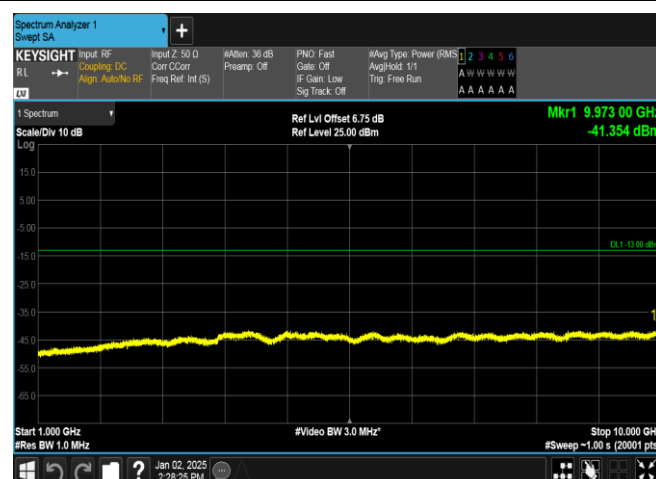 Spectrum Analyzer 1
Swept SA
+
KEYSIGHT
RL
LXI
Input: RF
Coupling: DC
Align: Auto/No RF
Input Z: 50 Ω
Corr CCorr
Freq Ref: Int (S)
#Atten: 36 dB
Preamp: Off
PNO: Fast
Gate: Off
IF Gain: Low
Sig Track: Off
#Avg Type: Power (RMS
Avg|Hold: 1/1
Trig: Free Run
1 2 3 4 5 6
A W W W W W
A A A A A A
1 Spectrum
Scale/Div 10 dB
Log
Ref Lvl Offset 6.75 dB
Ref Level 25.00 dBm
Mkr1 9.973 00 GHz
-41.354 dBm
15.0
5.00
-5.00
-15.0
-25.0
-35.0
-45.0
-55.0
-65.0
DL1 -13.00 dBm
1
Start 1.000 GHz
#Res BW 1.0 MHz
#Video BW 3.0 MHz*
Stop 10.000 GH
#Sweep ~1.00 s (20001 pts
?
Jan 02, 2025
2:28:25 PM